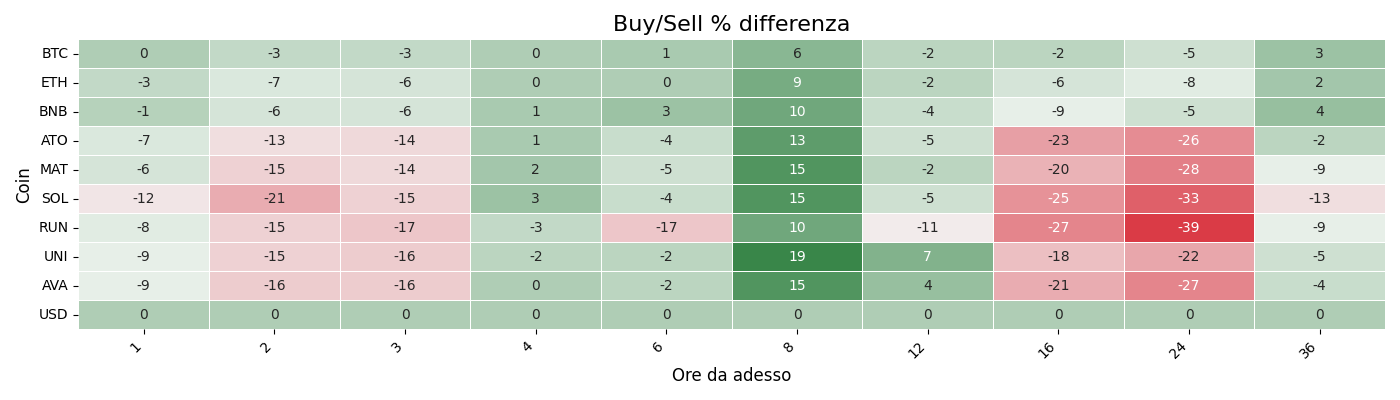 Buy/Sell % differenza
Coin
BTC 0 -3 -3 0 1 6 -2 -2 -5 3
ETH -3 -7 -6 0 0 9 -2 -6 -8 2
BNB -1 -6 -6 1 3 10 -4 -9 -5 4
ATO -7 -13 -14 1 -4 13 -5 -23 -26 -2
MAT -6 -15 -14 2 -5 15 -2 -20 -28 -9
SOL -12 -21 -15 3 -4 15 -5 -25 -33 -13
RUN -8 -15 -17 -3 -17 10 -11 -27 -39 -9
UNI -9 -15 -16 -2 -2 19 7 -18 -22 -5
AVA -9 -16 -16 0 -2 15 4 -21 -27 -4
USD 0 0 0 0 0 0 0 0 0 0
1 2 3 4 6 8 12 16 24 36
Ore da adesso